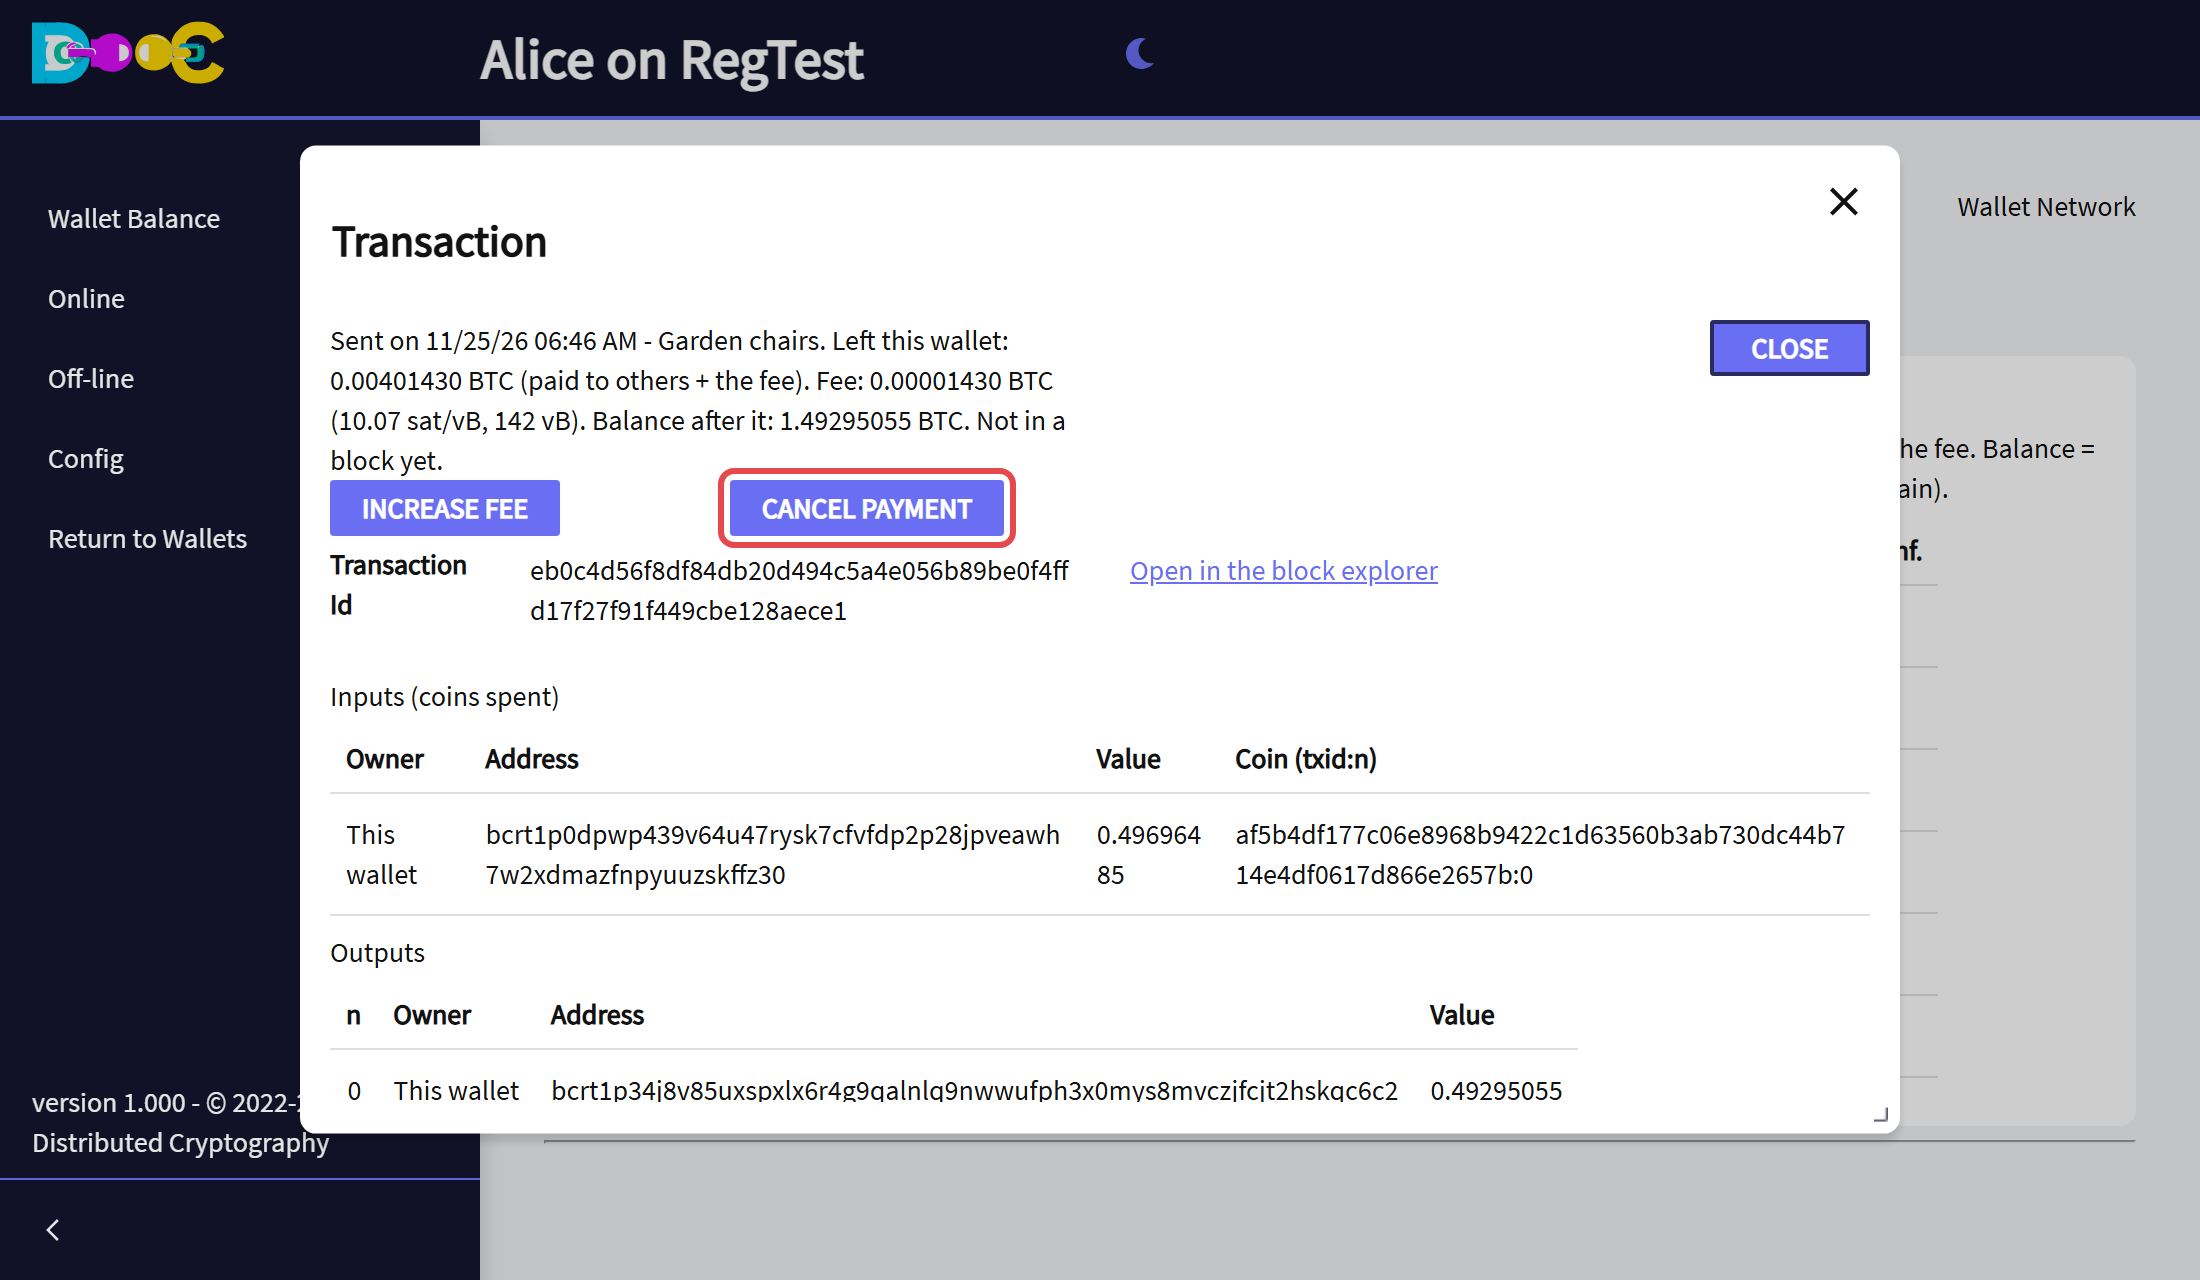 Alice on RegTest
Wallet Balance
Online
Off-line
Config
Return to Wallets
version 1.000 - © 2022-
Distributed Cryptography
Wallet Network
Transaction
Sent on 11/25/26 06:46 AM - Garden chairs. Left this wallet:
0.00401430 BTC (paid to others + the fee). Fee: 0.00001430 BTC
(10.07 sat/vB, 142 vB). Balance after it: 1.49295055 BTC. Not in a
block yet.
CLOSE
INCREASE FEE
CANCEL PAYMENT
Transaction
Id
eb0c4d56f8df84db20d494c5a4e056b89be0f4ff
d17f27f91f449cbe128aece1
Open in the block explorer
Inputs (coins spent)
Owner Address Value Coin (txid:n)
This bcrt1p0dpwp439v64u47rysk7cfvfdp2p28jpveawh 0.496964 af5b4df177c06e8968b9422c1d63560b3ab730dc44b7
wallet 7w2xdmazfnpyuuzskffz30 85 14e4df0617d866e2657b:0
Outputs
n Owner Address Value
0 This wallet bcrt1p34j8v85uxspxlx6r4g9qalnlq9nwwufph3x0mys8mvczjfcjt2hskqc6c2 0.49295055
he fee. Balance =
ain).
nf.